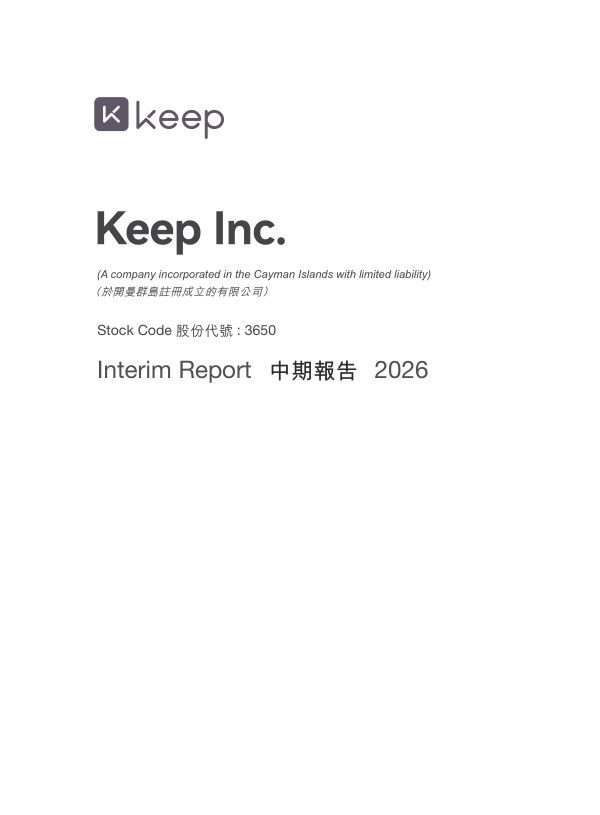 keep
Keep Inc.
(A company incorporated in the Cayman Islands with limited liability)
（於開曼群島註冊成立的有限公司）
Stock Code 股份代號 : 3650
Interim Report 中期報告 2026